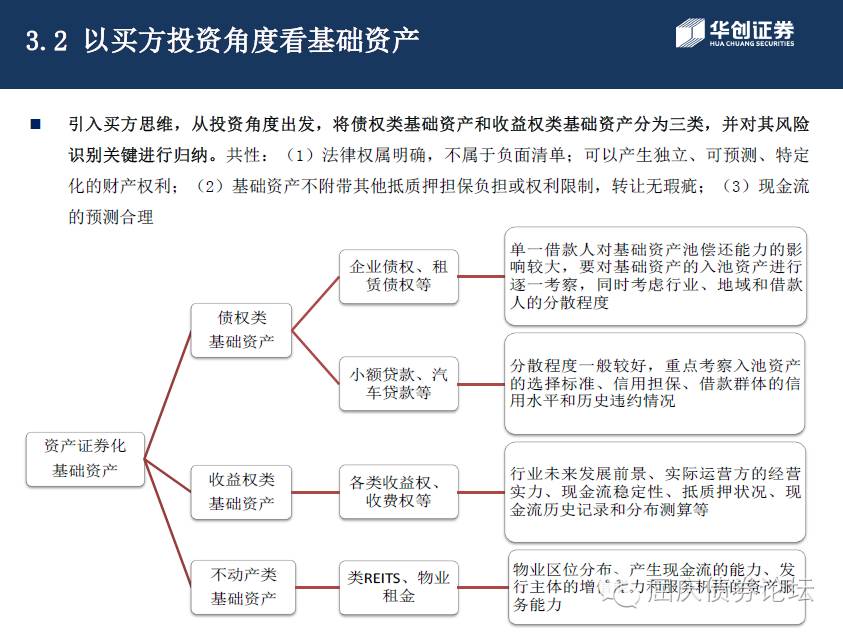 3.2 以买方投资角度看基础资产
华创证券
HUA CHUANG SECURITIES
引入买方思维，从投资角度出发，将债权类基础资产和收益权类基础资产分为三类，并对其风险
识别关键进行归纳。共性：（1）法律权属明确，不属于负面清单；可以产生独立、可预测、特定
化的财产权利；（2）基础资产不附带其他抵质押担保负担或权利限制，转让无瑕疵；（3）现金流
的预测合理
资产证券化
基础资产
债权类
基础资产
企业债权、租
赁债权等
单一借款人对基础资产池偿还能力的影
响较大，要对基础资产的入池资产进行
逐一考察，同时考虑行业、地域和借款
人的分散程度
小额贷款、汽
车贷款等
分散程度一般较好，重点考察入池资产
的选择标准、信用担保、借款群体的信
用水平和历史违约情况
收益权类
基础资产
各类收益权、
收费权等
行业未来发展前景、实际运营方的经营
实力、现金流稳定性、抵质押状况、现
金流历史记录和分布测算等
不动产类
基础资产
类REITS、物业
租金
物业区位分布、产生现金流的能力、发
行主体的增 力和服务机构的资产服
务能力
债券论坛